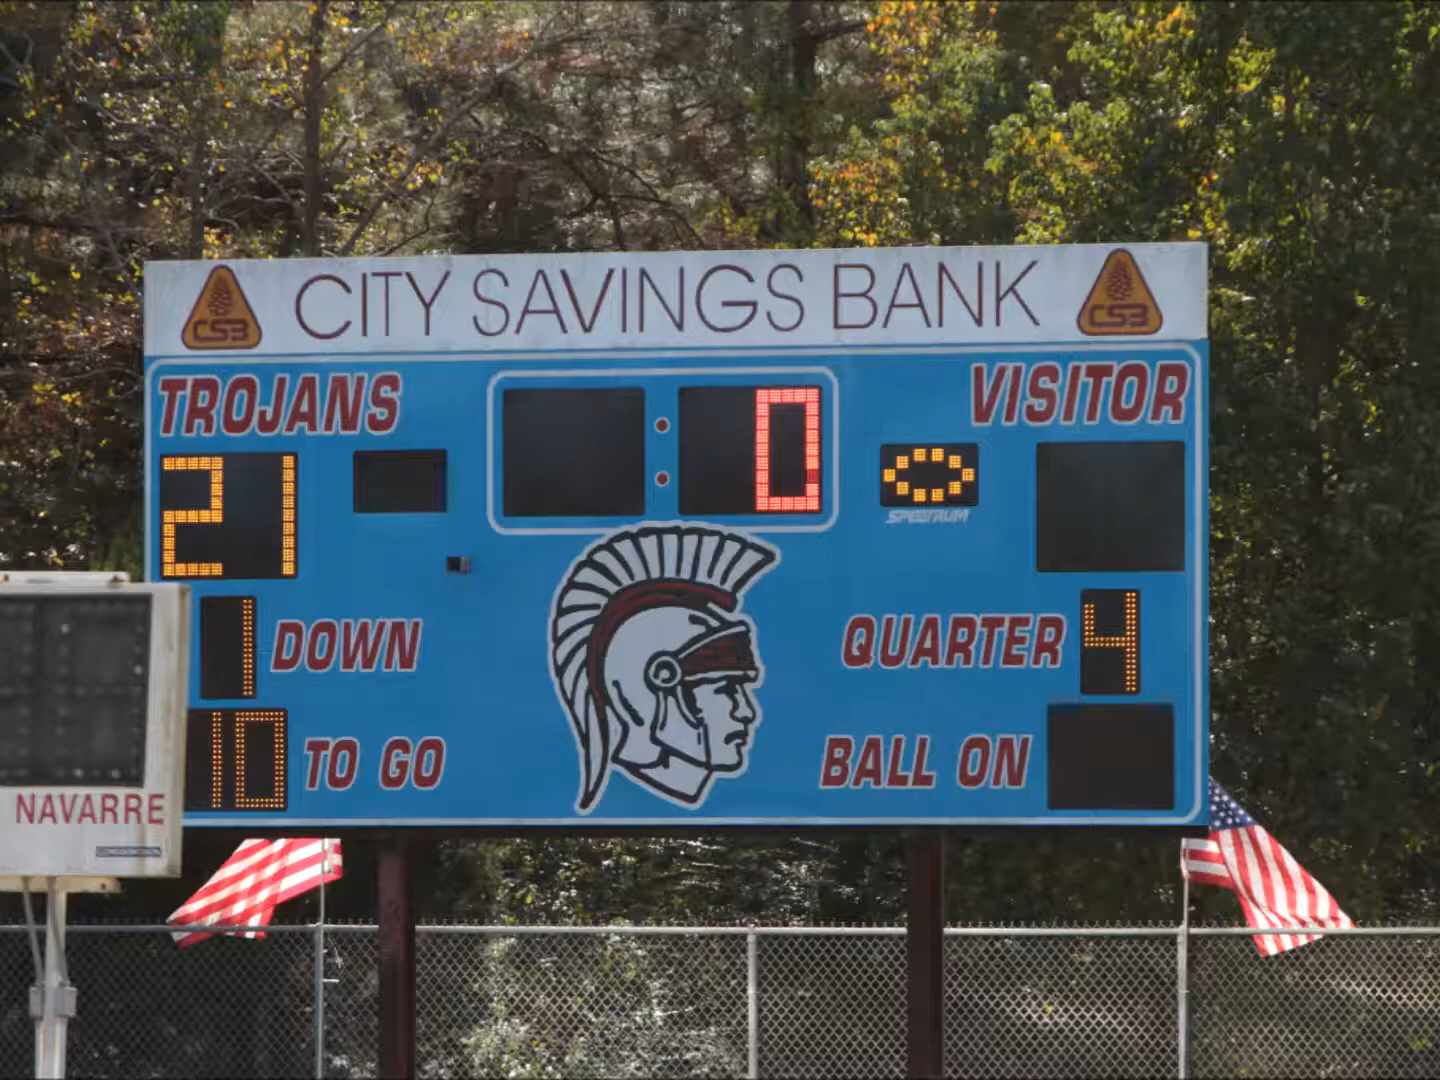 CITY SAVINGS BANK
CSB
CSB
TROJANS
VISITOR
21
0
SPECTRUM
1 DOWN
QUARTER 4
10 TO GO
BALL ON
NAVARRE